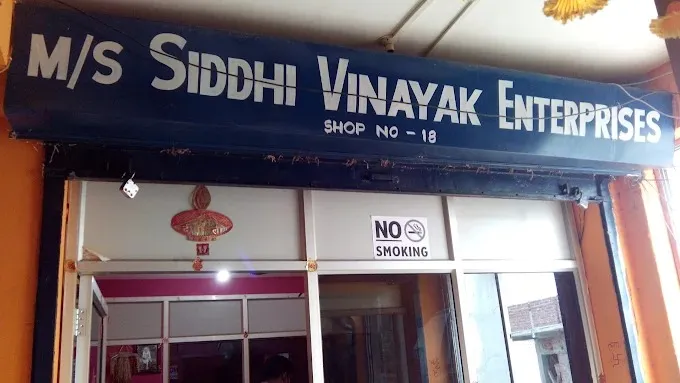 M/S SIDDHI VINAYAK ENTERPRISES
SHOP NO - 18
NO
SMOKING